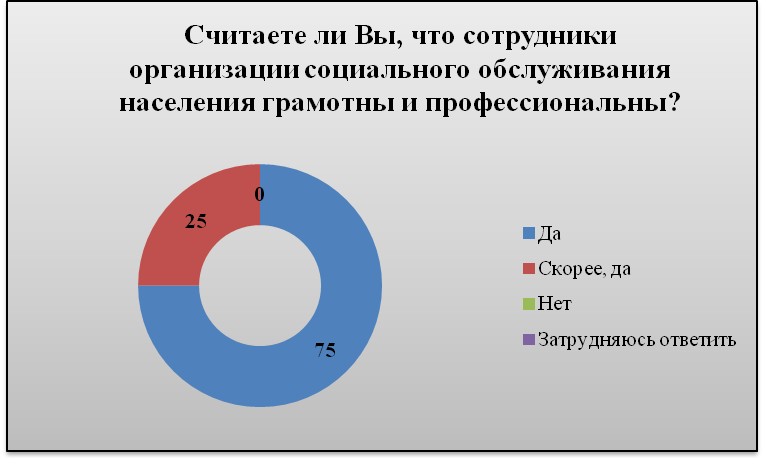 Считаете ли Вы, что сотрудники
организации социального обслуживания
населения грамотны и профессиональны?
0
25
75
Да
Скорее, да
Нет
Затрудняюсь ответить